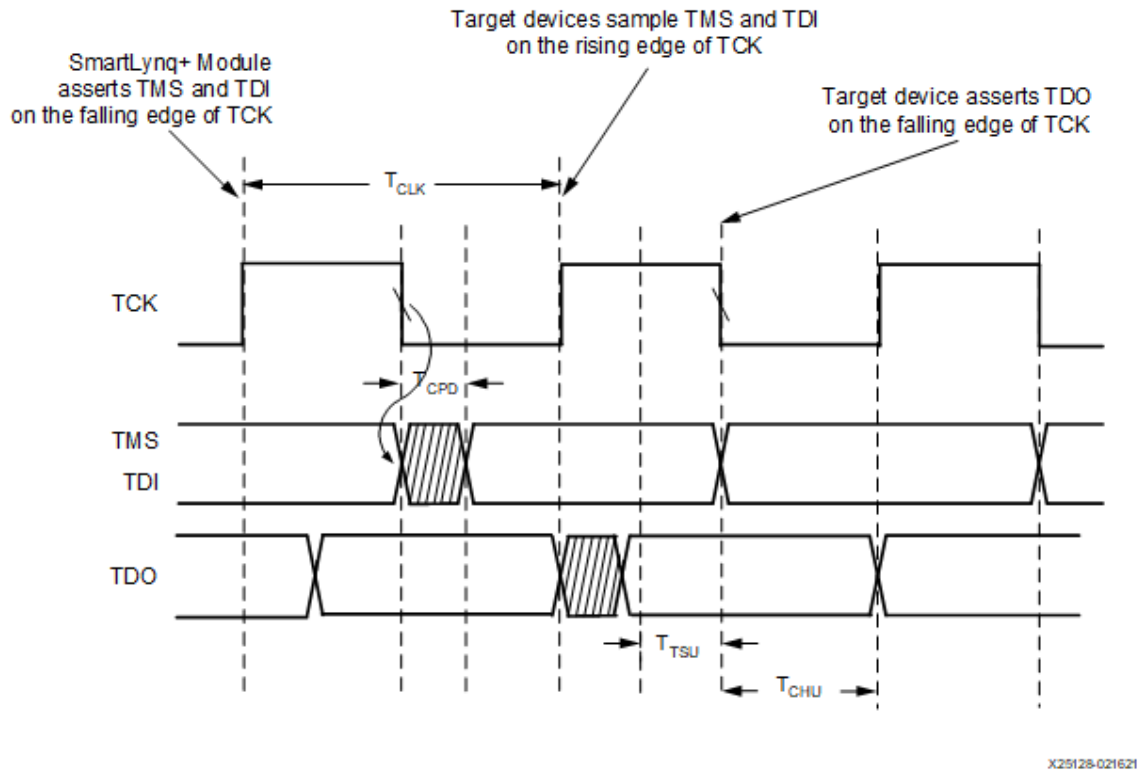 Target devices sample TMS and TDI
on the rising edge of TCK
SmartLynq+ Module
asserts TMS and TDI
on the falling edge of TCK
Target device asserts TDO
on the falling edge of TCK
TCLK
TCK
TCPD
TMS
TDI
TDO
TTSU
TCHU
X25128-021621